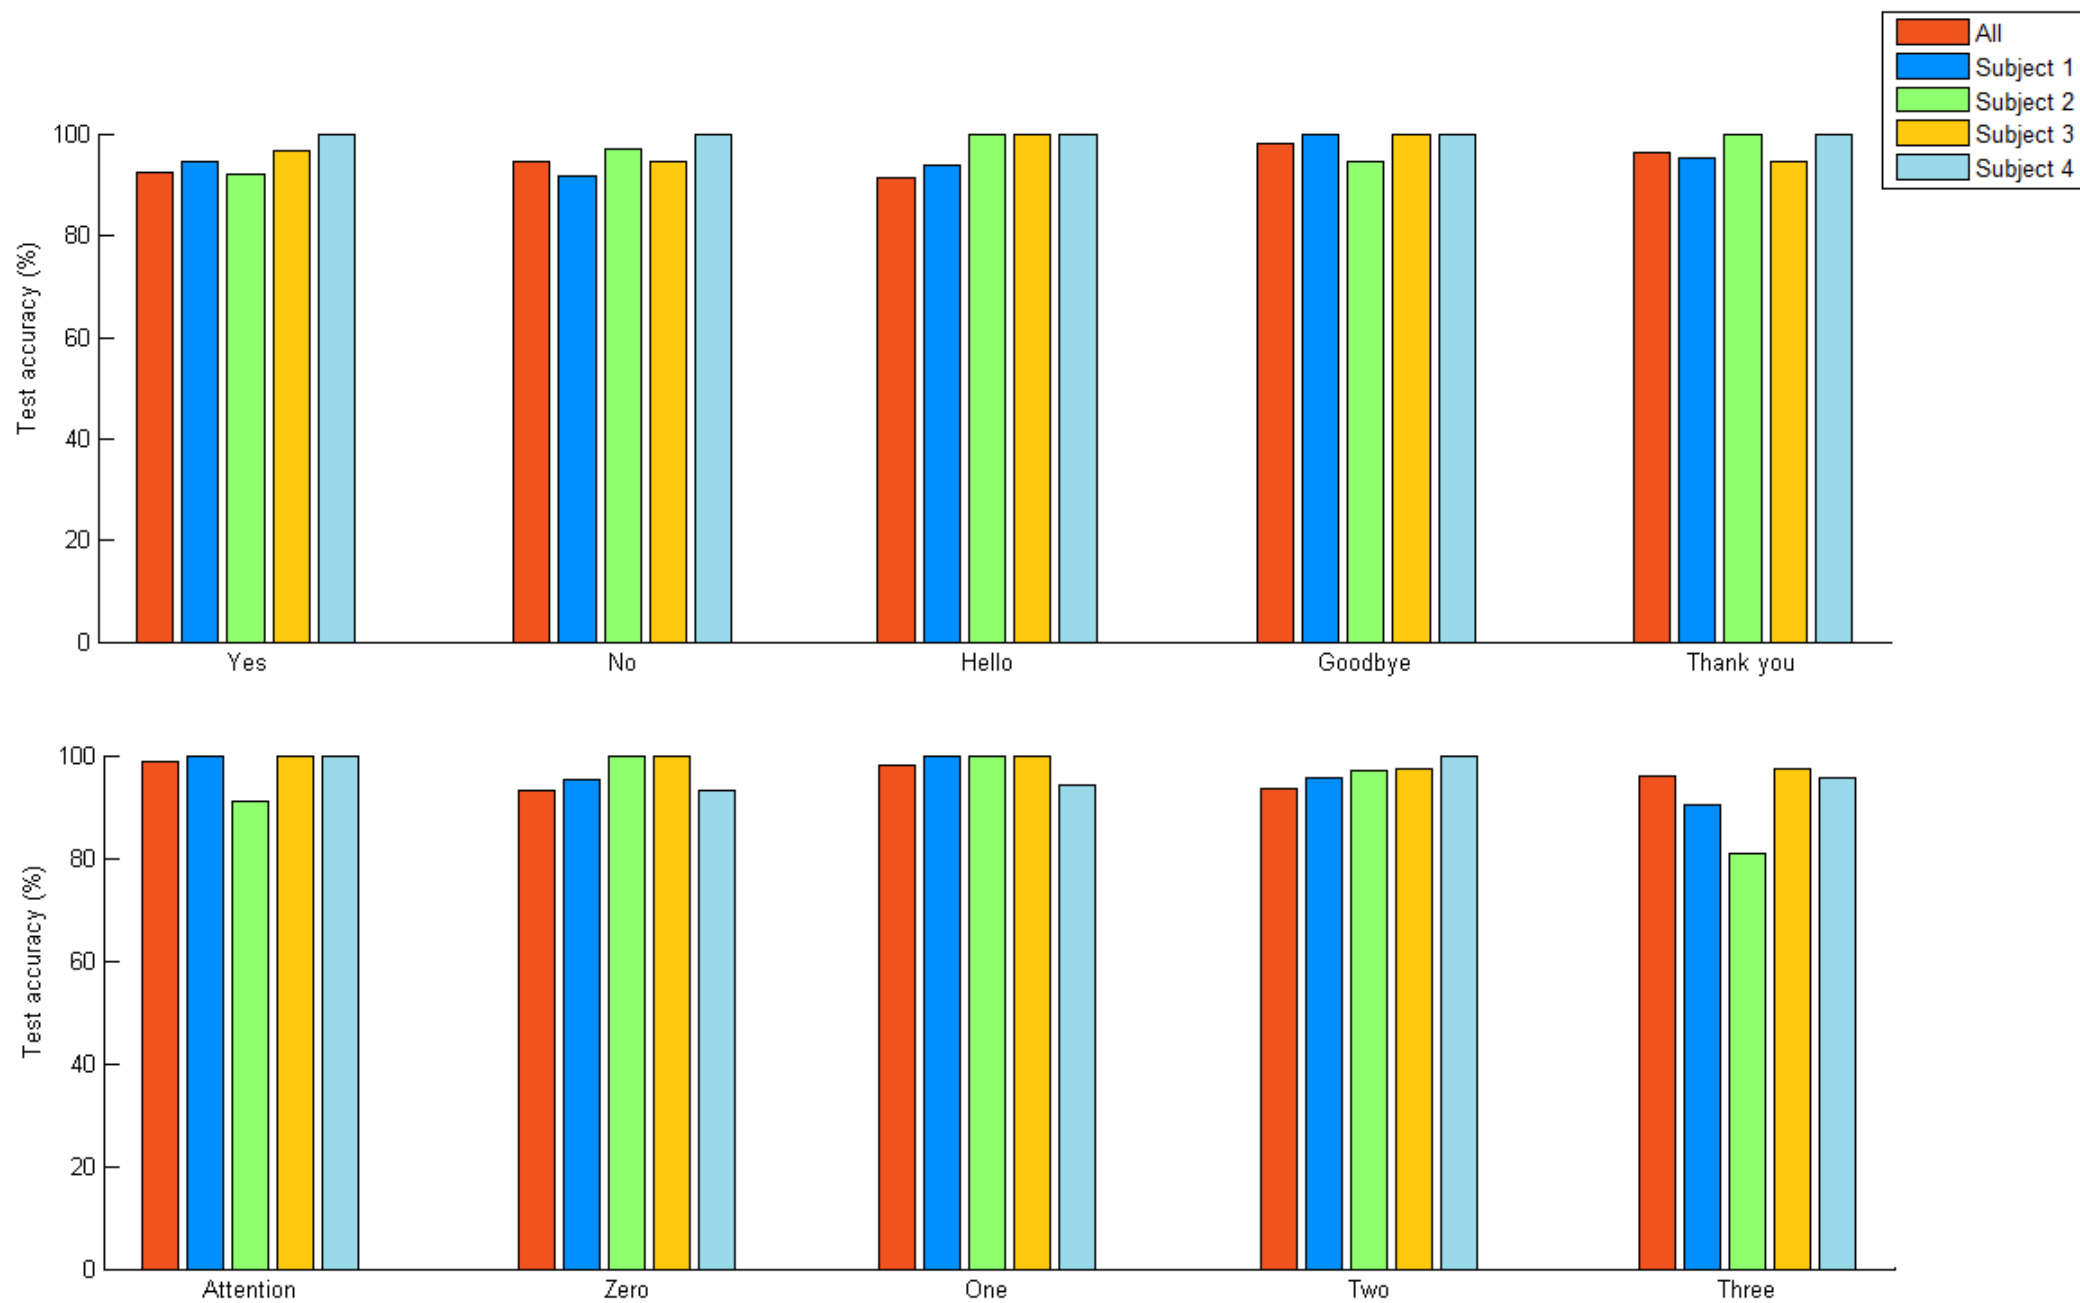 All
Subject 1
Subject 2
Subject 3
Subject 4
Test accuracy (%)
100
80
60
40
20
0
Yes No Hello Goodbye Thank you
Test accuracy (%)
100
80
60
40
20
0
Attention Zero One Two Three